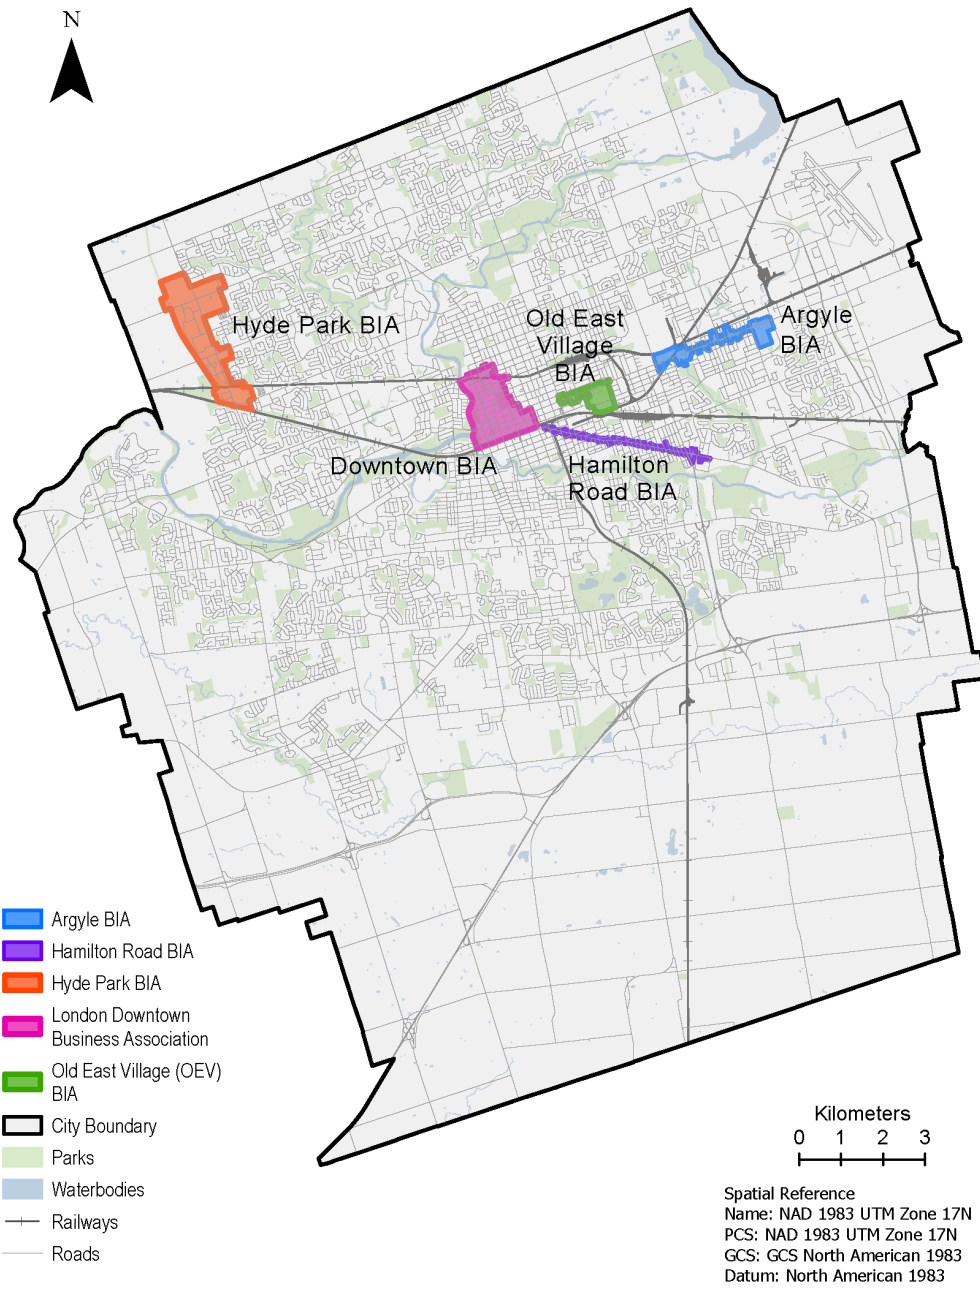 N
Hyde Park BIA
Old East
Village
BIA
Argyle
BIA
Downtown BIA
Hamilton
Road BIA
Argyle BIA
Hamilton Road BIA
Hyde Park BIA
London Downtown
Business Association
Old East Village (OEV)
BIA
City Boundary
Parks
Waterbodies
Railways
Roads
Kilometers
0 1 2 3
Spatial Reference
Name: NAD 1983 UTM Zone 17N
PCS: NAD 1983 UTM Zone 17N
GCS: GCS North American 1983
Datum: North American 1983